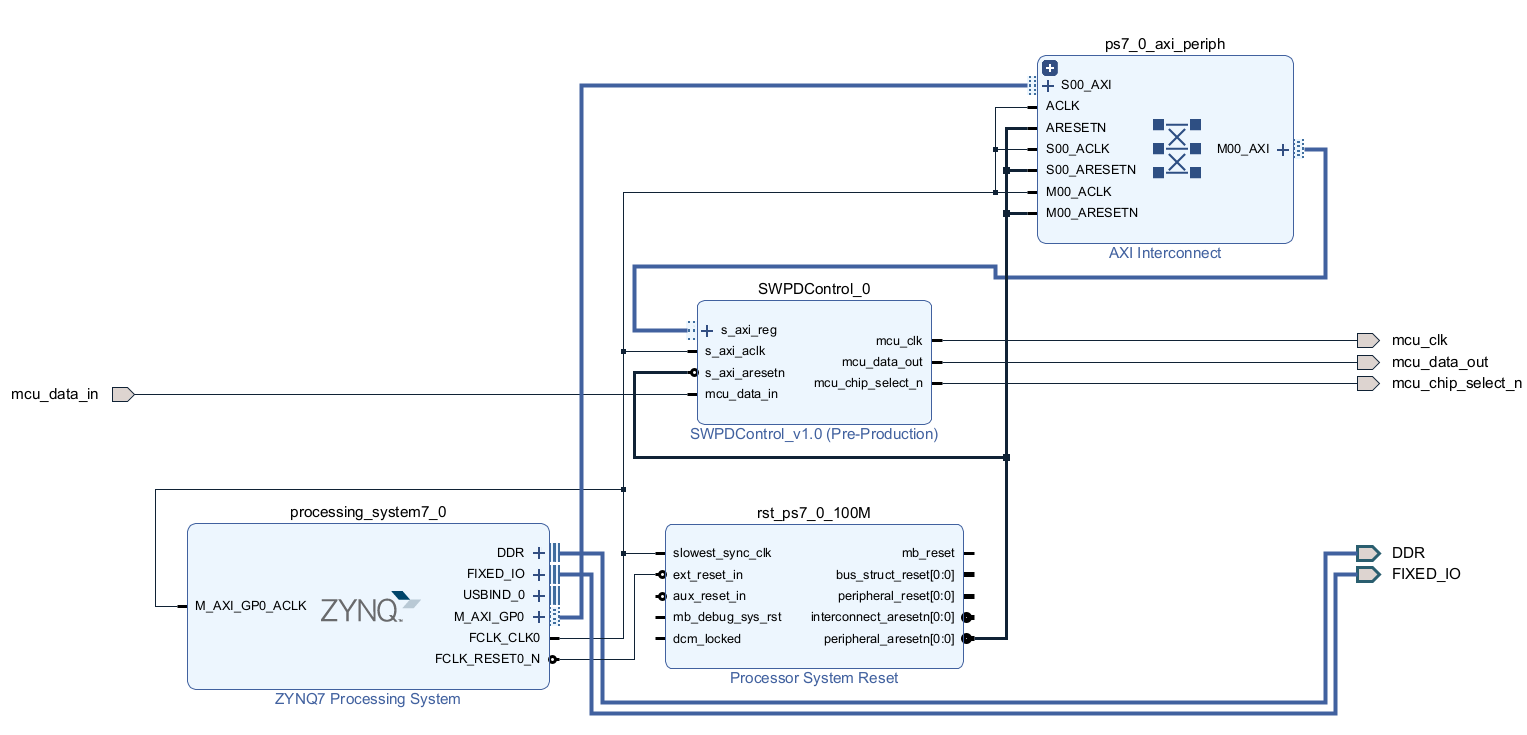 ps7_0_axi_periph
S00_AXI
ACLK
ARESETN
S00_ACLK
S00_ARESETN
M00_ACLK
M00_ARESETN
M00_AXI
AXI Interconnect
SWPDControl_0
s_axi_reg
s_axi_aclk
s_axi_aresetn
mcu_data_in
mcu_clk
mcu_data_out
mcu_chip_select_n
SWPDControl_v1.0 (Pre-Production)
mcu_data_in
mcu_clk
mcu_data_out
mcu_chip_select_n
processing_system7_0
M_AXI_GP0_ACLK
ZYNQ
DDR
FIXED_IO
USBIND_0
M_AXI_GP0
FCLK_CLK0
FCLK_RESET0_N
ZYNQ7 Processing System
rst_ps7_0_100M
slowest_sync_clk
ext_reset_in
aux_reset_in
mb_debug_sys_rst
dcm_locked
mb_reset
bus_struct_reset[0:0]
peripheral_reset[0:0]
interconnect_aresetn[0:0]
peripheral_aresetn[0:0]
Processor System Reset
DDR
FIXED_IO